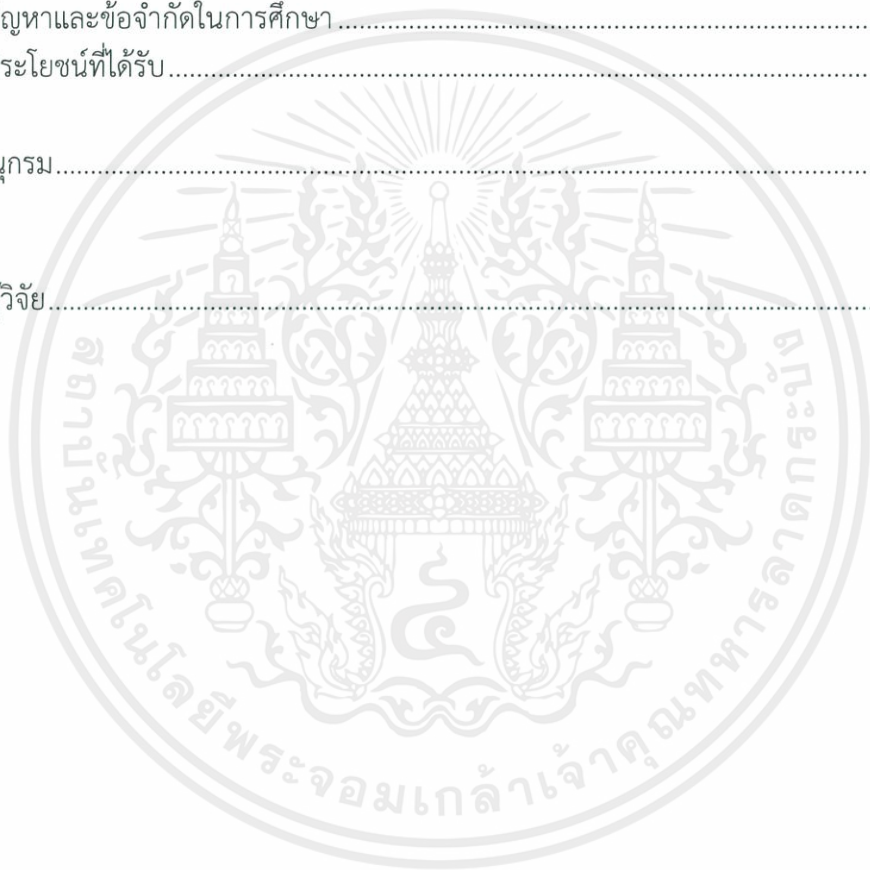 ญหาและข้อจำกัดในการศึกษา
ระโยชน์ที่ได้รับ
นุกรม
วิจัย
สถาบันเทคโนโลยีพระจอมเกล้าเจ้าคุณทหารลาดกระบัง
๔